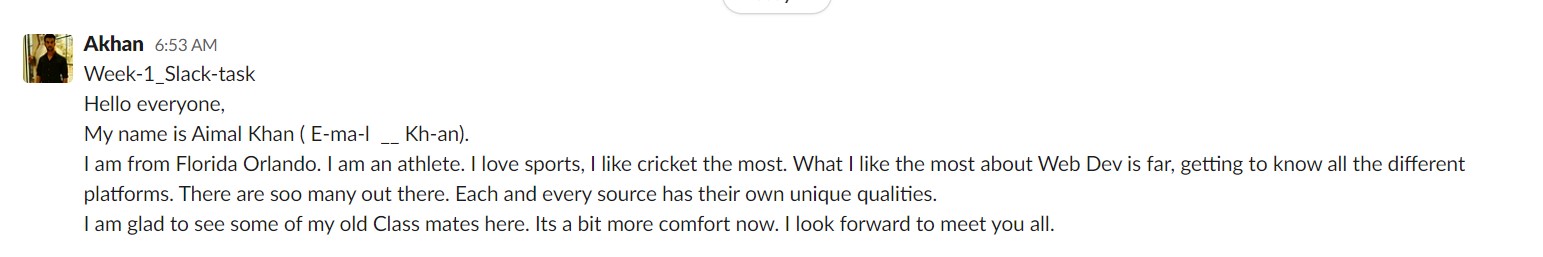 Akhan 6:53 AM
Week-1_Slack-task
Hello everyone,
My name is Aimal Khan ( E-ma-l __ Kh-an).
I am from Florida Orlando. I am an athlete. I love sports, I like cricket the most. What I like the most about Web Dev is far, getting to know all the different
platforms. There are soo many out there. Each and every source has their own unique qualities.
I am glad to see some of my old Class mates here. Its a bit more comfort now. I look forward to meet you all.